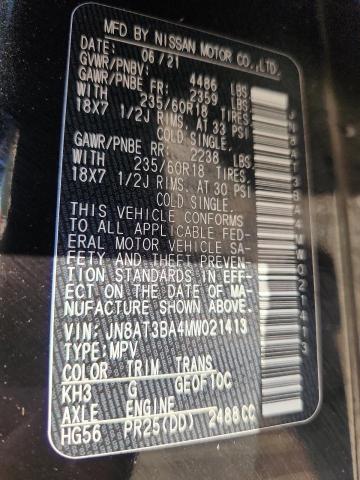 MFD BY NISSAN MOTOR CO.,LTD.
DATE: 06/21
GVWR/PNBV: 4486 LBS
GAWR/PNBE FR: 2359 LBS
WITH 235/60R18 TIRES,
18X7 1/2J RIMS AT 33 PSI
COLD SINGLE.
GAWR/PNBE RR: 2238 LBS
WITH 235/60R18 TIRES,
18X7 1/2J RIMS, AT 30 PSI
COLD SINGLE.
THIS VEHICLE CONFORMS
TO ALL APPLICABLE FED-
ERAL MOTOR VEHICLE SA-
FETY AND THEFT PREVEN-
TION STANDARDS IN EFF-
ECT ON THE DATE OF MA-
NUFACTURE SHOWN ABOVE.
VIN: JN8AT3BA4MW021413
TYPE: MPV
COLOR TRIM TRANS
KH3 G GE0FT0C
AXLE ENGINE
HG56 PR25(DD) 2488CC
JN8AT3BA4MW021413